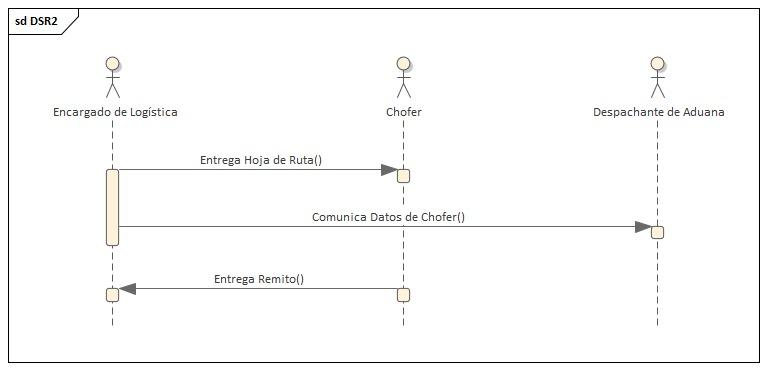 sd DSR2
Encargado de Logística
Chofer
Despachante de Aduana
Entrega Hoja de Ruta()
Comunica Datos de Chofer()
Entrega Remito()